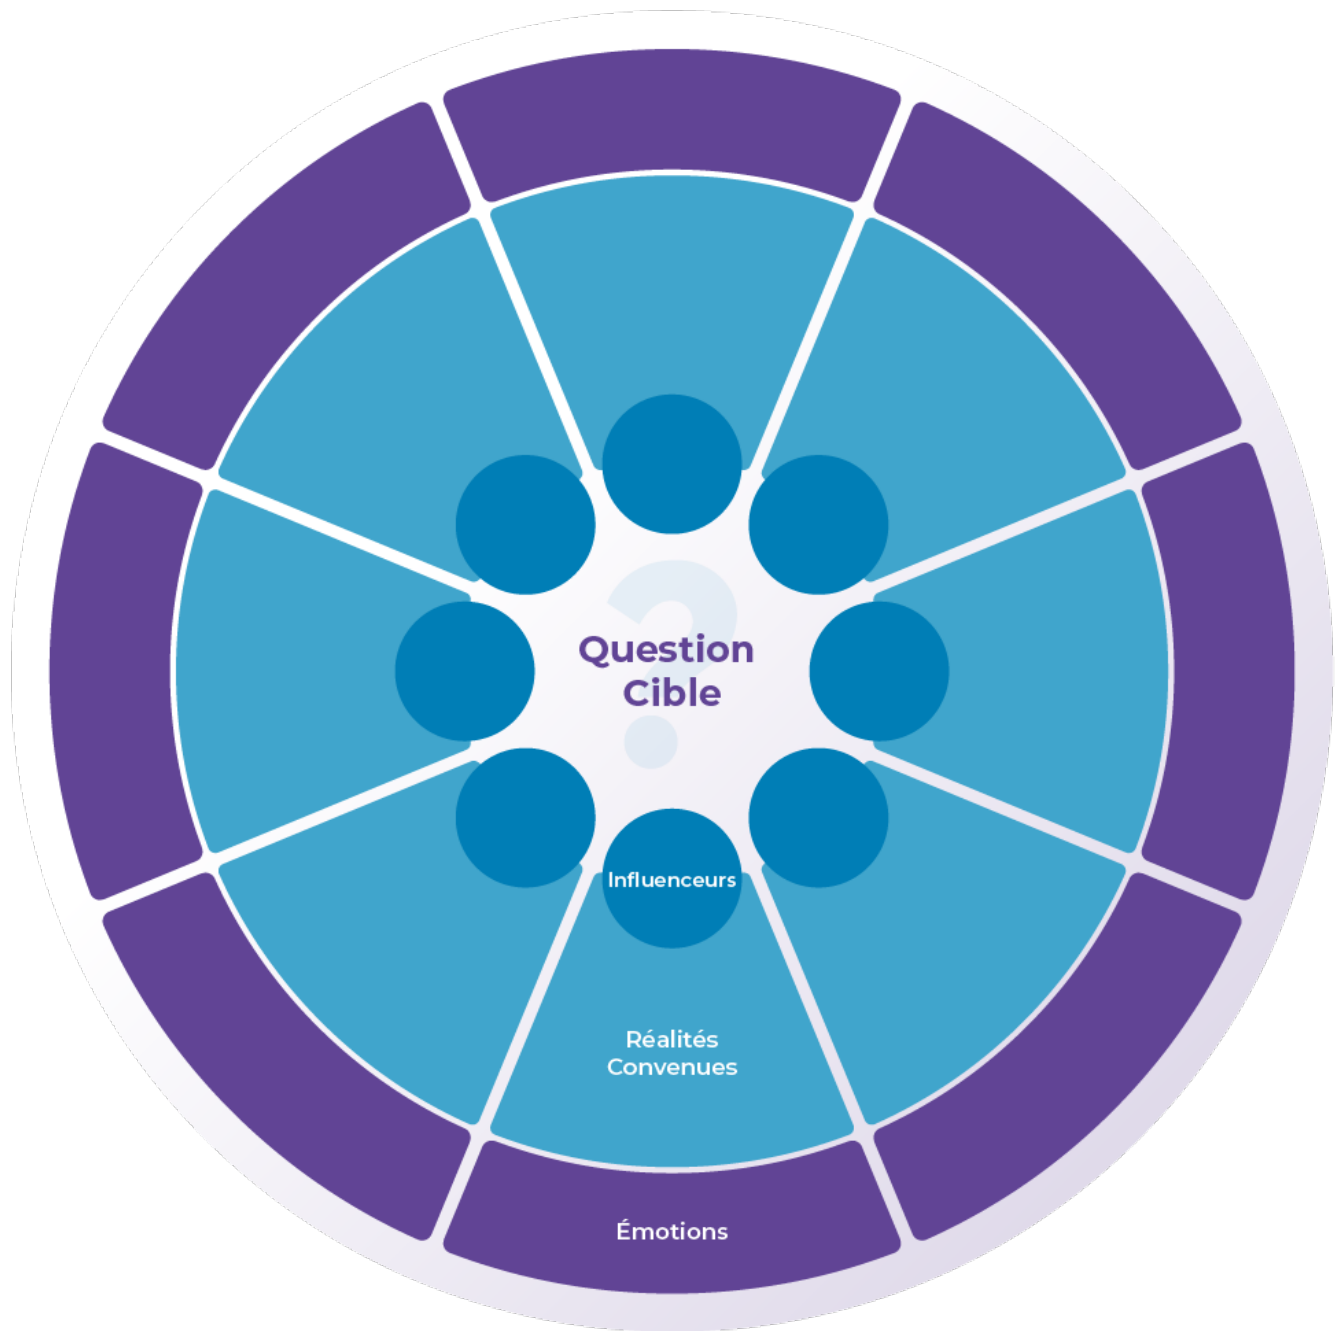 Question
Cible
Influenceurs
Réalités
Convenues
Émotions